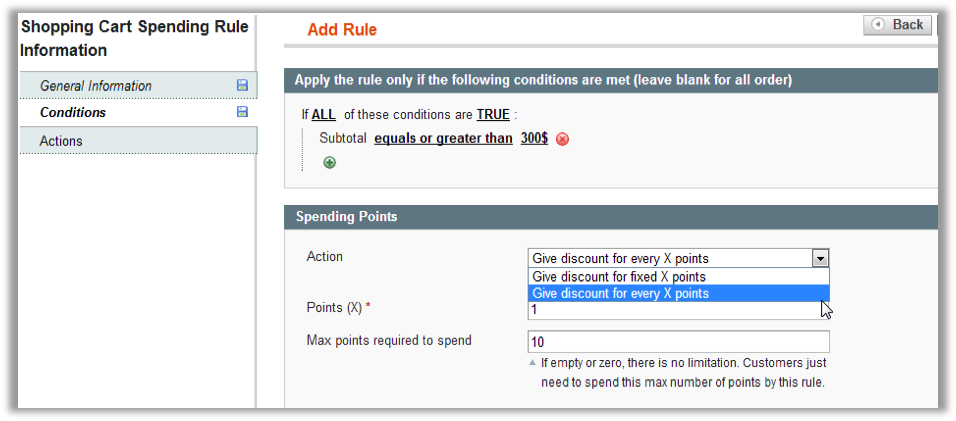 Shopping Cart Spending Rule
Information
General Information
Conditions
Actions
Add Rule
Back
Apply the rule only if the following conditions are met (leave blank for all order)
If ALL of these conditions are TRUE :
Subtotal equals or greater than 300$
Spending Points
Action
Give discount for every X points
Give discount for fixed X points
Give discount for every X points
Points (X) *
1
Max points required to spend
10
If empty or zero, there is no limitation. Customers just
need to spend this max number of points by this rule.